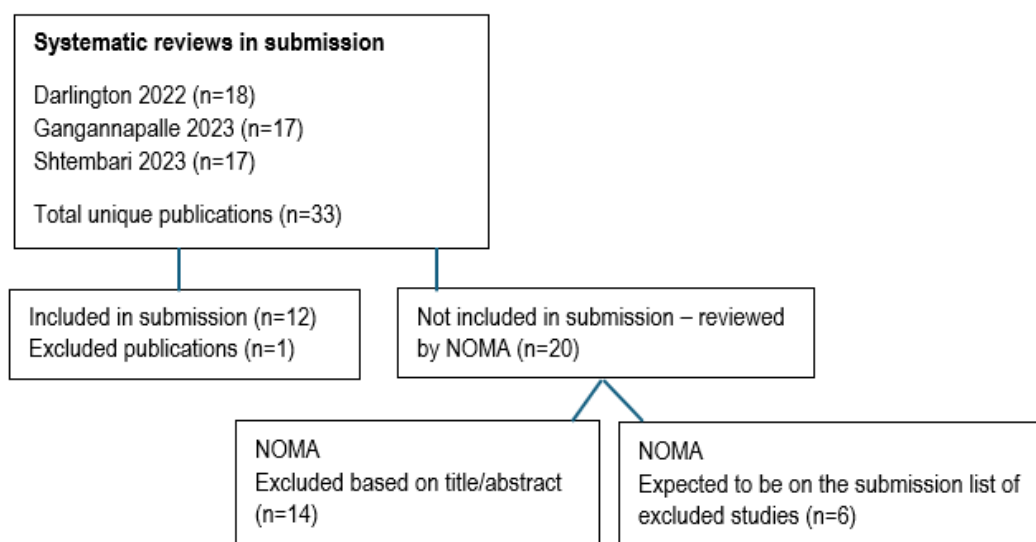 Systematic reviews in submission
Darlington 2022 (n=18)
Gangannapalle 2023 (n=17)
Shtembari 2023 (n=17)
Total unique publications (n=33)
Included in submission (n=12)
Excluded publications (n=1)
Not included in submission – reviewed
by NOMA (n=20)
NOMA
Excluded based on title/abstract
(n=14)
NOMA
Expected to be on the submission list of
excluded studies (n=6)